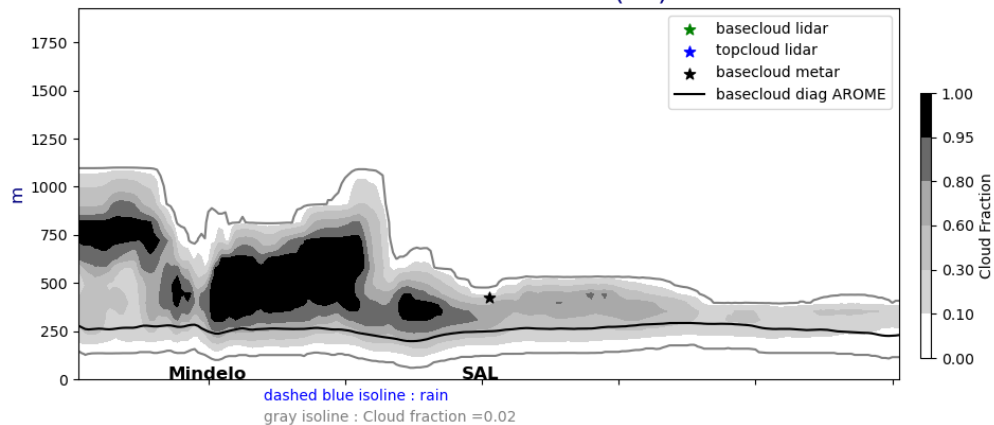 basecloud lidar
topcloud lidar
basecloud metar
basecloud diag AROME
1750
1500
1250
1000
750
500
250
0
m
Mindelo
SAL
dashed blue isoline : rain
gray isoline : Cloud fraction =0.02
1.00
0.95
0.80
0.60
0.30
0.10
0.00
Cloud Fraction